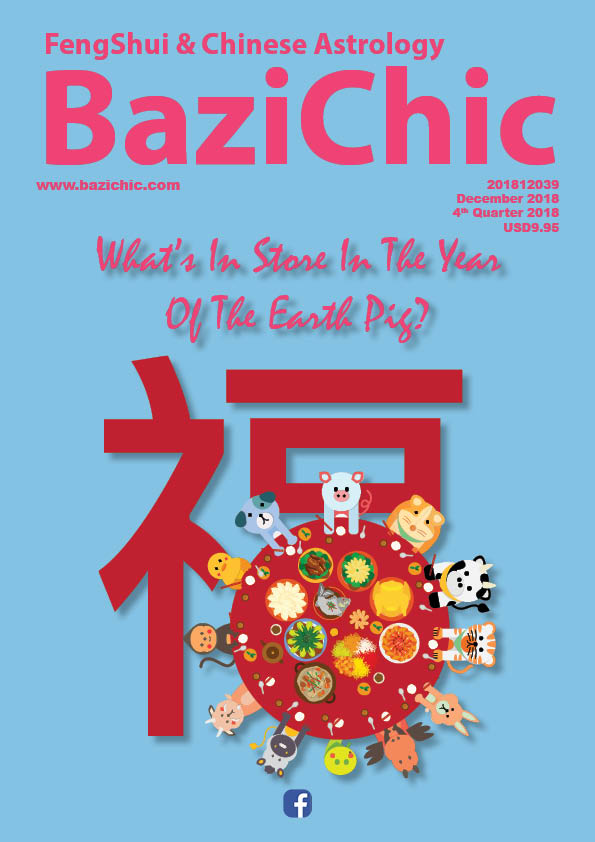 FengShui & Chinese Astrology
BaziChic
www.bazichic.com
201812039
December 2018
4th Quarter 2018
USD9.95
What's In Store In The Year
Of The Earth Pig?
福
f